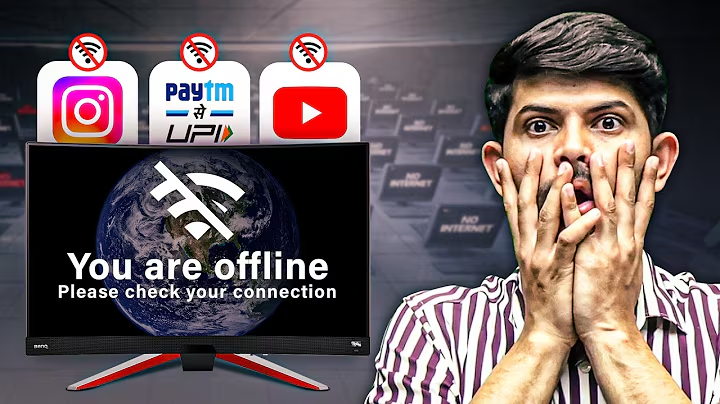 paytm
से
UPI
You are offline
Please check your connection
BenQ
NO
INTERNET
NO
INTERNET